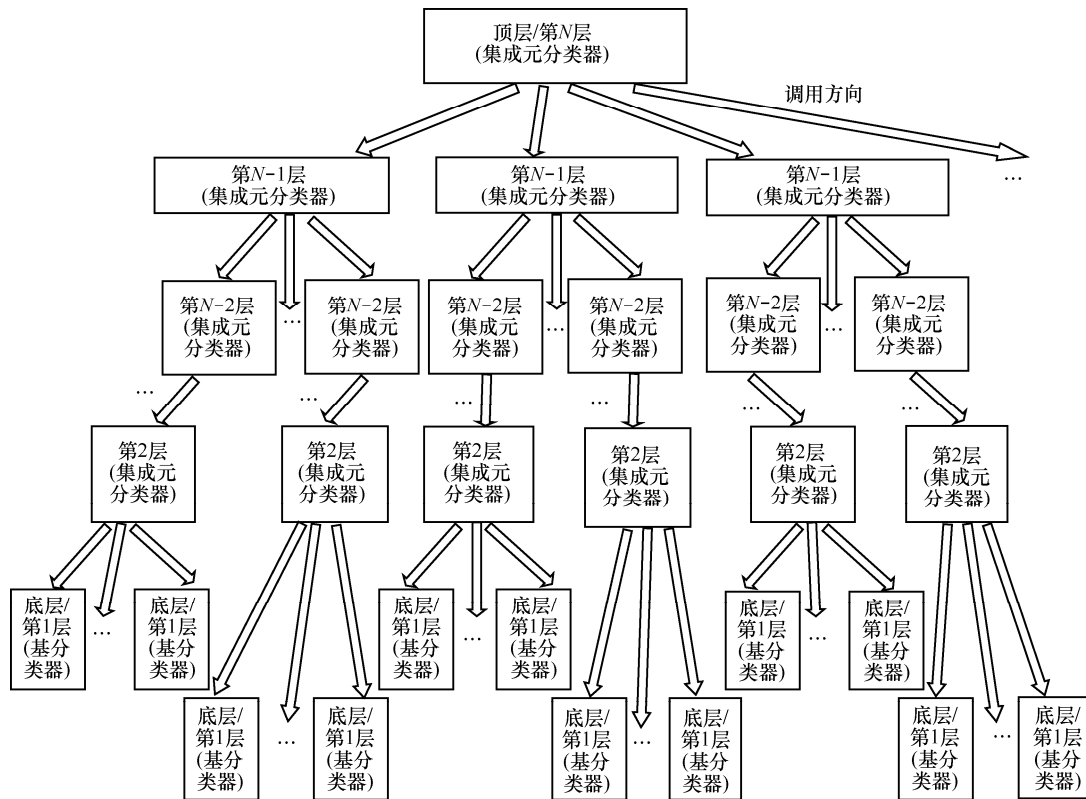 顶层/第N层
(集成元分类器)
调用方向
第N-1层
(集成元分类器)
第N-1层
(集成元分类器)
第N-1层
(集成元分类器)
…
第N-2层
(集成元
分类器)
…
第N-2层
(集成元
分类器)
第N-2层
(集成元
分类器)
…
第N-2层
(集成元
分类器)
第N-2层
(集成元
分类器)
…
第N-2层
(集成元
分类器)
…
…
…
…
…
…
第2层
(集成元
分类器)
第2层
(集成元
分类器)
第2层
(集成元
分类器)
第2层
(集成元
分类器)
第2层
(集成元
分类器)
第2层
(集成元
分类器)
底层/
第1层
(基分
类器)
…
底层/
第1层
(基分
类器)
底层/
第1层
(基分
类器)
…
底层/
第1层
(基分
类器)
底层/
第1层
(基分
类器)
…
底层/
第1层
(基分
类器)
底层/
第1层
(基分
类器)
…
底层/
第1层
(基分
类器)
底层/
第1层
(基分
类器)
…
底层/
第1层
(基分
类器)
底层/
第1层
(基分
类器)
…
底层/
第1层
(基分
类器)